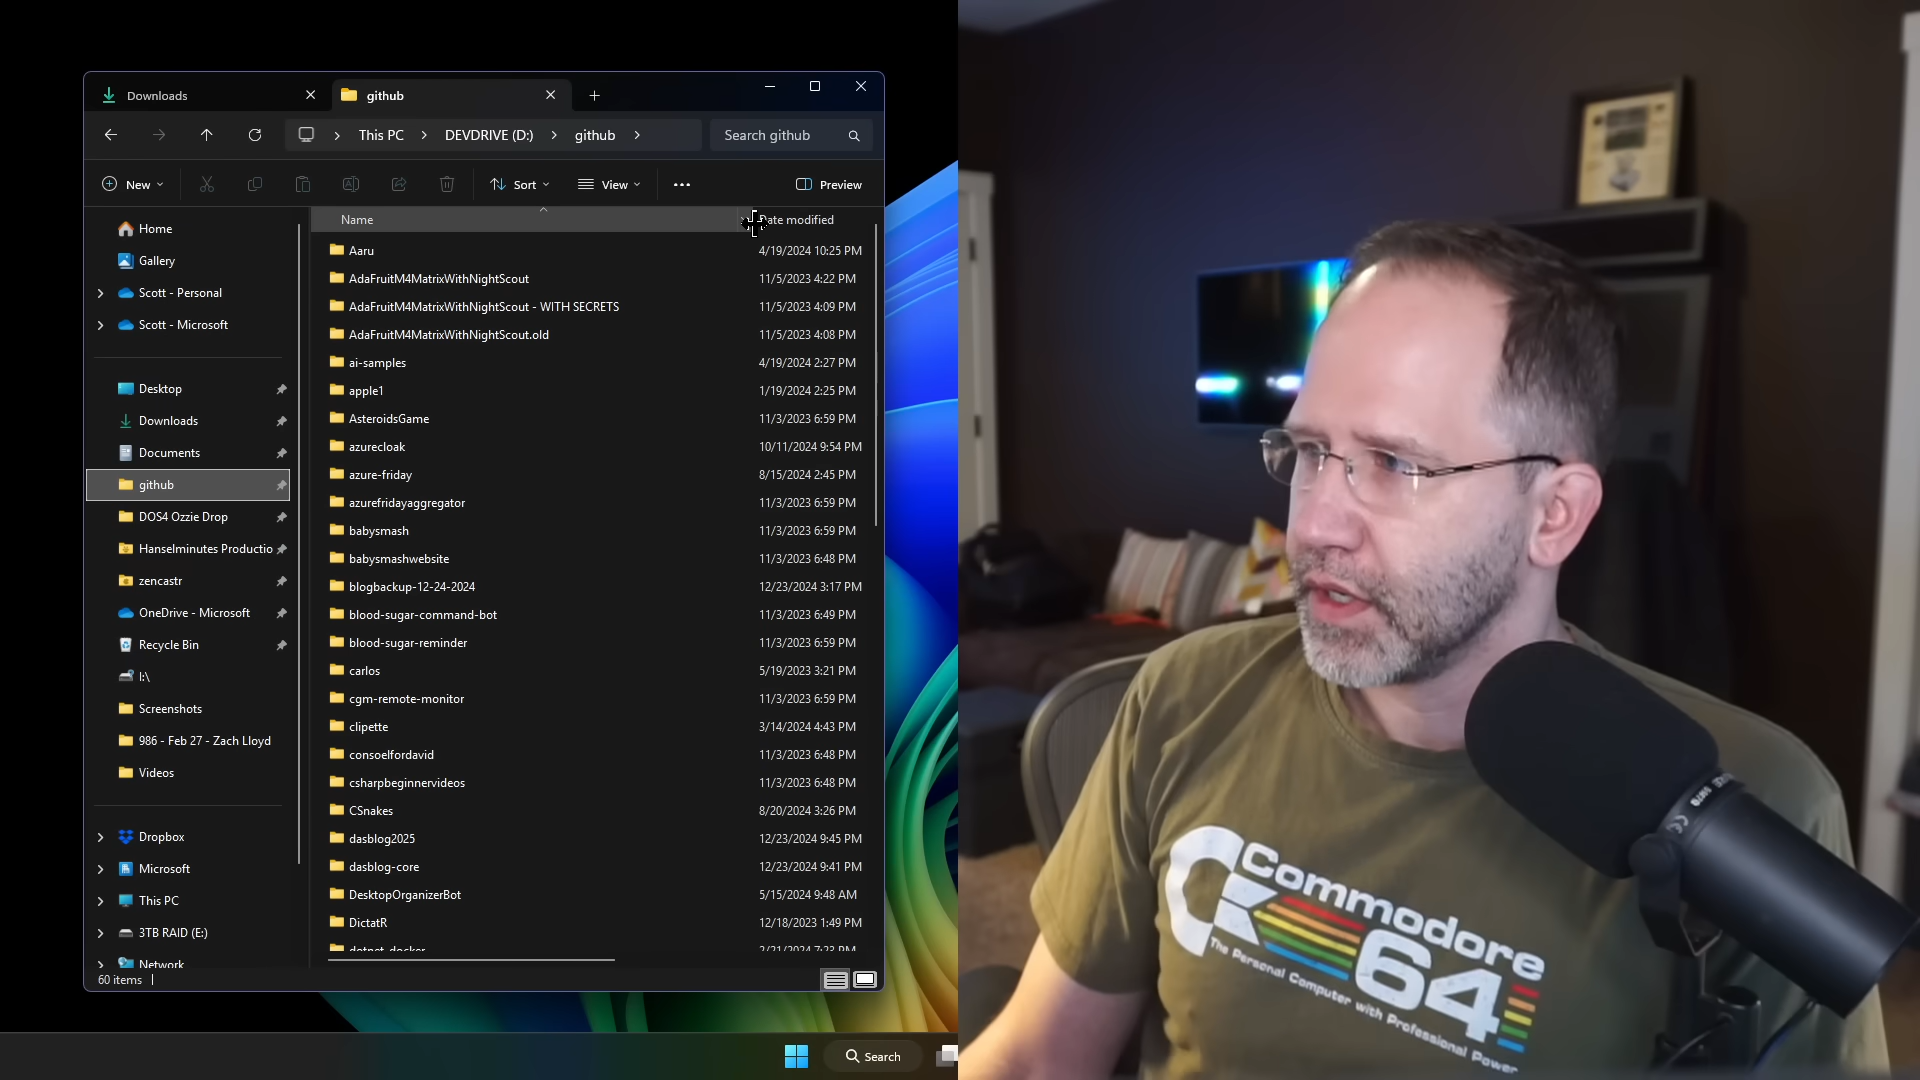 Downloads
github
This PC
DEVDRIVE (D:)
github
Search github
New
Sort
View
Preview
Name
Date modified
Home
Gallery
Scott - Personal
Scott - Microsoft
Desktop
Downloads
Documents
github
DOS4 Ozzie Drop
Hanselminutes Productio
zencastr
OneDrive - Microsoft
Recycle Bin
I:\
Screenshots
986 - Feb 27 - Zach Lloyd
Videos
Dropbox
Microsoft
This PC
3TB RAID (E:)
Network
Aaru 4/19/2024 10:25 PM
AdaFruitM4MatrixWithNightScout 11/5/2023 4:22 PM
AdaFruitM4MatrixWithNightScout - WITH SECRETS 11/5/2023 4:09 PM
AdaFruitM4MatrixWithNightScout.old 11/5/2023 4:08 PM
ai-samples 4/19/2024 2:27 PM
apple1 1/19/2024 2:25 PM
AsteroidsGame 11/3/2023 6:59 PM
azurecloak 10/11/2024 9:54 PM
azure-friday 8/15/2024 2:45 PM
azurefridayaggregator 11/3/2023 6:59 PM
babysmash 11/3/2023 6:59 PM
babysmashwebsite 11/3/2023 6:48 PM
blogbackup-12-24-2024 12/23/2024 3:17 PM
blood-sugar-command-bot 11/3/2023 6:49 PM
blood-sugar-reminder 11/3/2023 6:59 PM
carlos 5/19/2023 3:21 PM
cgm-remote-monitor 11/3/2023 6:59 PM
clipette 3/14/2024 4:43 PM
consoelfordavid 11/3/2023 6:48 PM
csharpbeginnervideos 11/3/2023 6:48 PM
CSnakes 8/20/2024 3:26 PM
dasblog2025 12/23/2024 9:45 PM
dasblog-core 12/23/2024 9:41 PM
DesktopOrganizerBot 5/15/2024 9:48 AM
DictatR 12/18/2023 1:49 PM
dotnet-docker 2/21/2024 7:23 PM
60 items
Search
Commodore
64
The Personal Computer with Professional Power